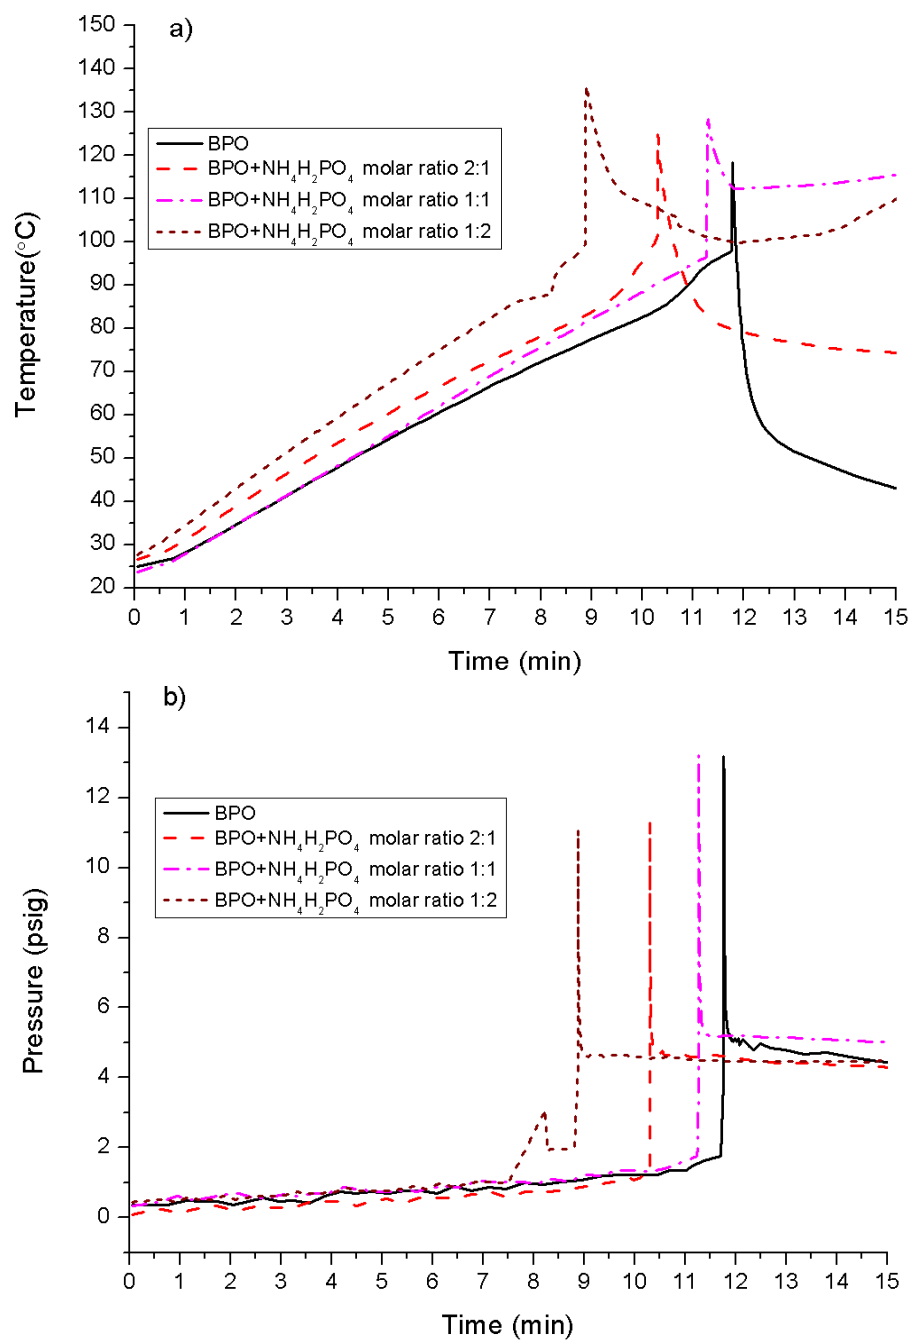 a)
150
140
130
120
110
100
90
80
70
60
50
40
30
20
Temperature(°C)
BPO
BPO+NH₄H₂PO₄ molar ratio 2:1
BPO+NH₄H₂PO₄ molar ratio 1:1
BPO+NH₄H₂PO₄ molar ratio 1:2
0 1 2 3 4 5 6 7 8 9 10 11 12 13 14 15
Time (min)
b)
14
12
10
8
6
4
2
0
Pressure (psig)
BPO
BPO+NH₄H₂PO₄ molar ratio 2:1
BPO+NH₄H₂PO₄ molar ratio 1:1
BPO+NH₄H₂PO₄ molar ratio 1:2
0 1 2 3 4 5 6 7 8 9 10 11 12 13 14 15
Time (min)